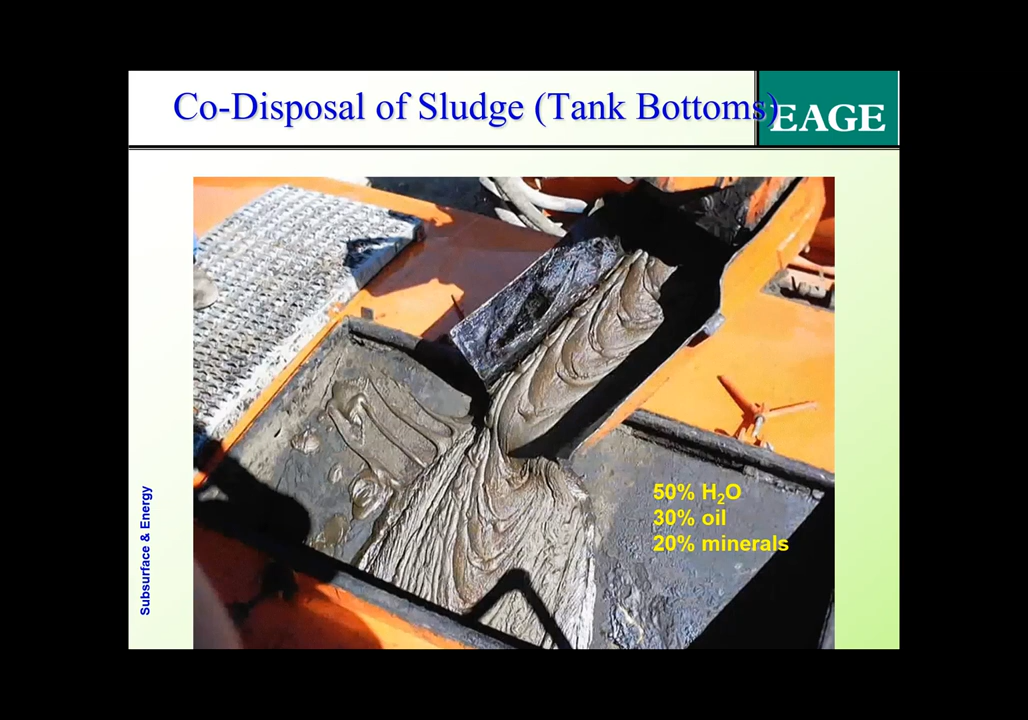 Co-Disposal of Sludge (Tank Bottoms)
EAGE
50% H₂O
30% oil
20% minerals
Subsurface & Energy